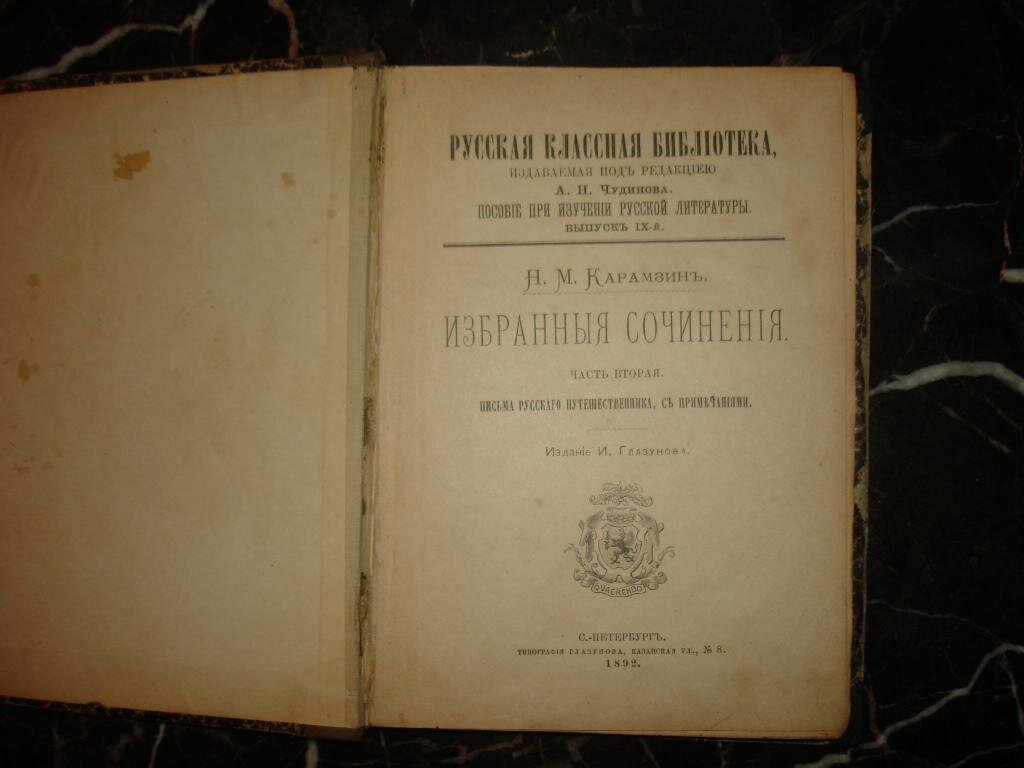 РУССКАЯ КЛАССНАЯ БИБЛІОТЕКА,
ИЗДАВАЕМАЯ ПОДЪ РЕДАКЦІЕЮ
А. Н. Чудинова.
ПОСОБІЕ ПРИ ИЗУЧЕНІИ РУССКОЙ ЛИТЕРАТУРЫ.
ВЫПУСКЪ IX-й.
Н. М. Карамзинъ.
ИЗБРАННЫЯ СОЧИНЕНІЯ.
ЧАСТЬ ВТОРАЯ.
ПИСЬМА РУССКАГО ПУТЕШЕСТВЕННИКА, СЪ ПРИМѢЧАНІЯМИ.
Изданіе И. Глазунова.
QUAERENDO
С.-ПЕТЕРБУРГЪ.
ТИПОГРАФІЯ ГЛАЗУНОВА, КАЗАНСКАЯ УЛ., № 8.
1892.